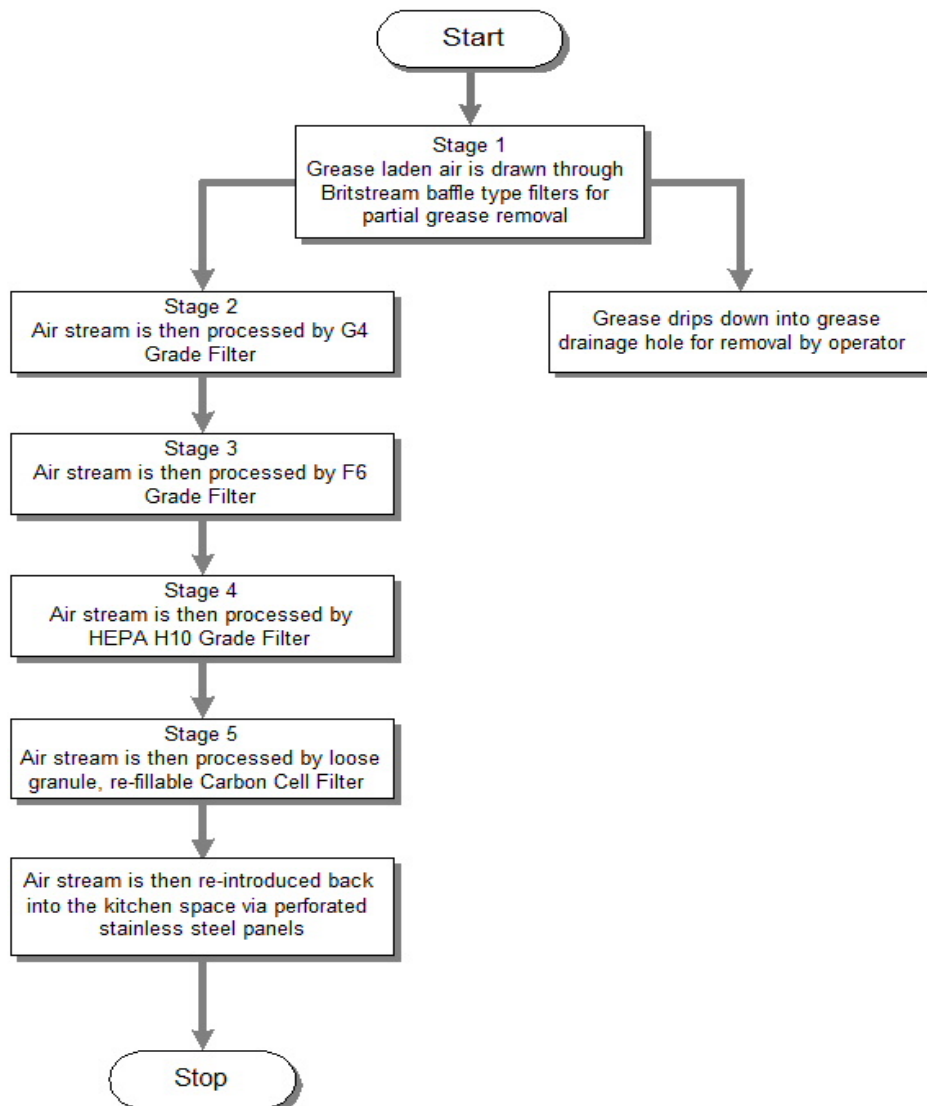 Start
Stage 1
Grease laden air is drawn through
Britstream baffle type filters for
partial grease removal
Stage 2
Air stream is then processed by G4
Grade Filter
Grease drips down into grease
drainage hole for removal by operator
Stage 3
Air stream is then processed by F6
Grade Filter
Stage 4
Air stream is then processed by
HEPA H10 Grade Filter
Stage 5
Air stream is then processed by loose
granule, re-fillable Carbon Cell Filter
Air stream is then re-introduced back
into the kitchen space via perforated
stainless steel panels
Stop